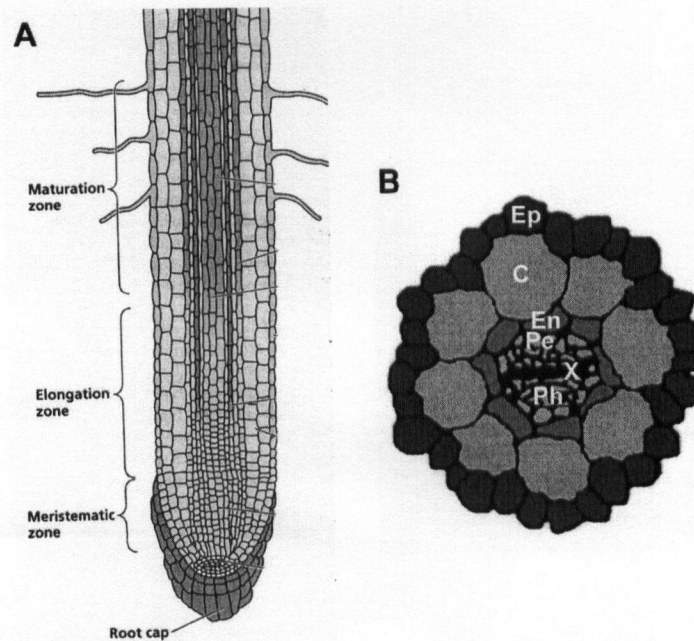 A
Maturation
zone
Elongation
zone
Meristematic
zone
Root cap
B
Ep
C
En
Pe
X
Ph